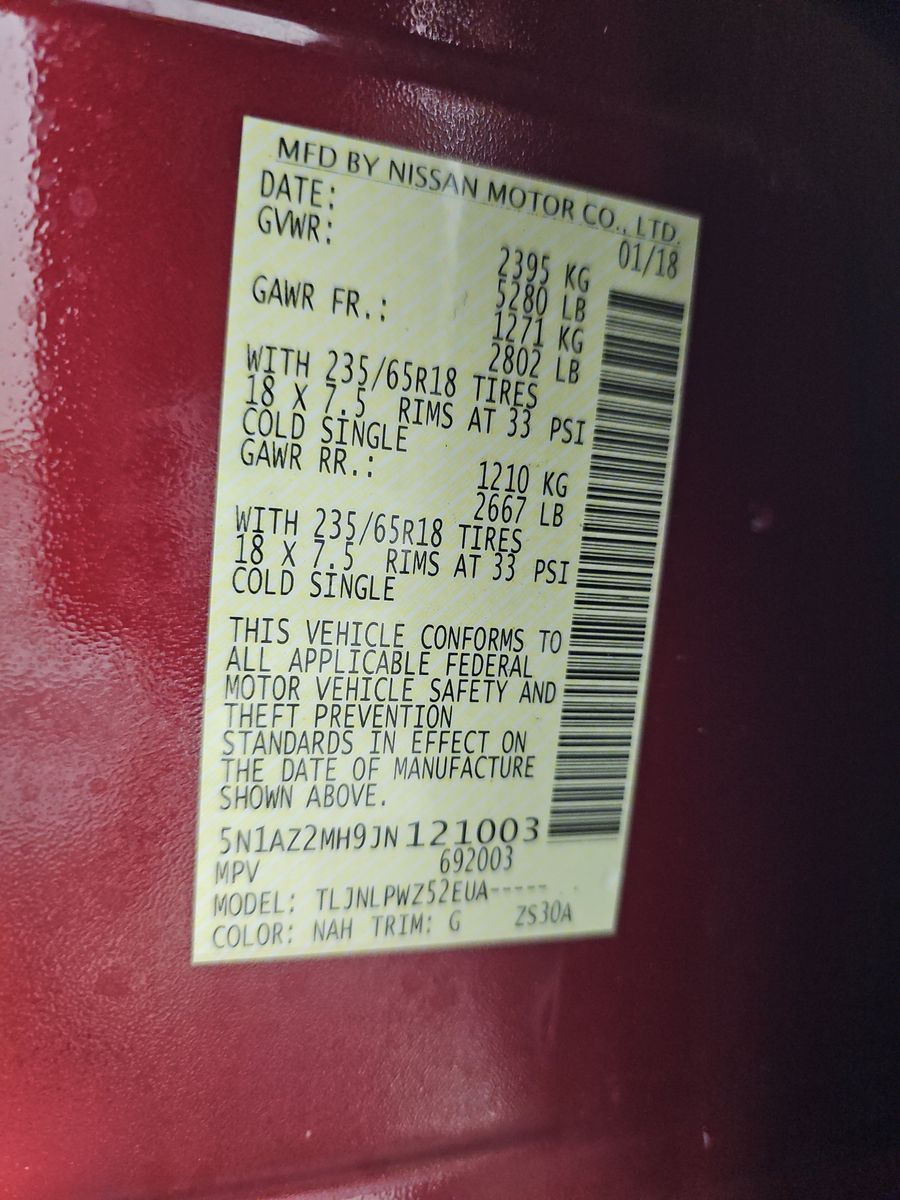 MFD BY NISSAN MOTOR CO., LTD.
DATE: 01/18
GVWR: 2395 KG
5280 LB
GAWR FR.: 1271 KG
2802 LB
WITH 235/65R18 TIRES
18 X 7.5 RIMS AT 33 PSI
COLD SINGLE
GAWR RR.: 1210 KG
2667 LB
WITH 235/65R18 TIRES
18 X 7.5 RIMS AT 33 PSI
COLD SINGLE
THIS VEHICLE CONFORMS TO
ALL APPLICABLE FEDERAL
MOTOR VEHICLE SAFETY AND
THEFT PREVENTION
STANDARDS IN EFFECT ON
THE DATE OF MANUFACTURE
SHOWN ABOVE.
5N1AZ2MH9JN121003
MPV 692003
MODEL: TLJNLPWZ52EUA-----
COLOR: NAH TRIM: G ZS30A